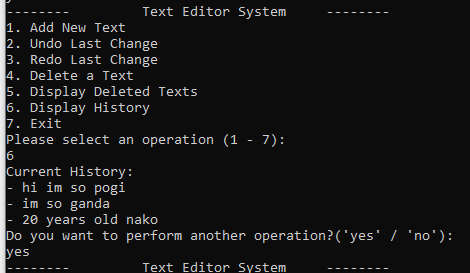 --------         Text Editor System     --------
1. Add New Text
2. Undo Last Change
3. Redo Last Change
4. Delete a Text
5. Display Deleted Texts
6. Display History
7. Exit
Please select an operation (1 - 7):
6
Current History:
- hi im so pogi
- im so ganda
- 20 years old nako
Do you want to perform another operation?('yes' / 'no'):
yes
--------         Text Editor System     --------